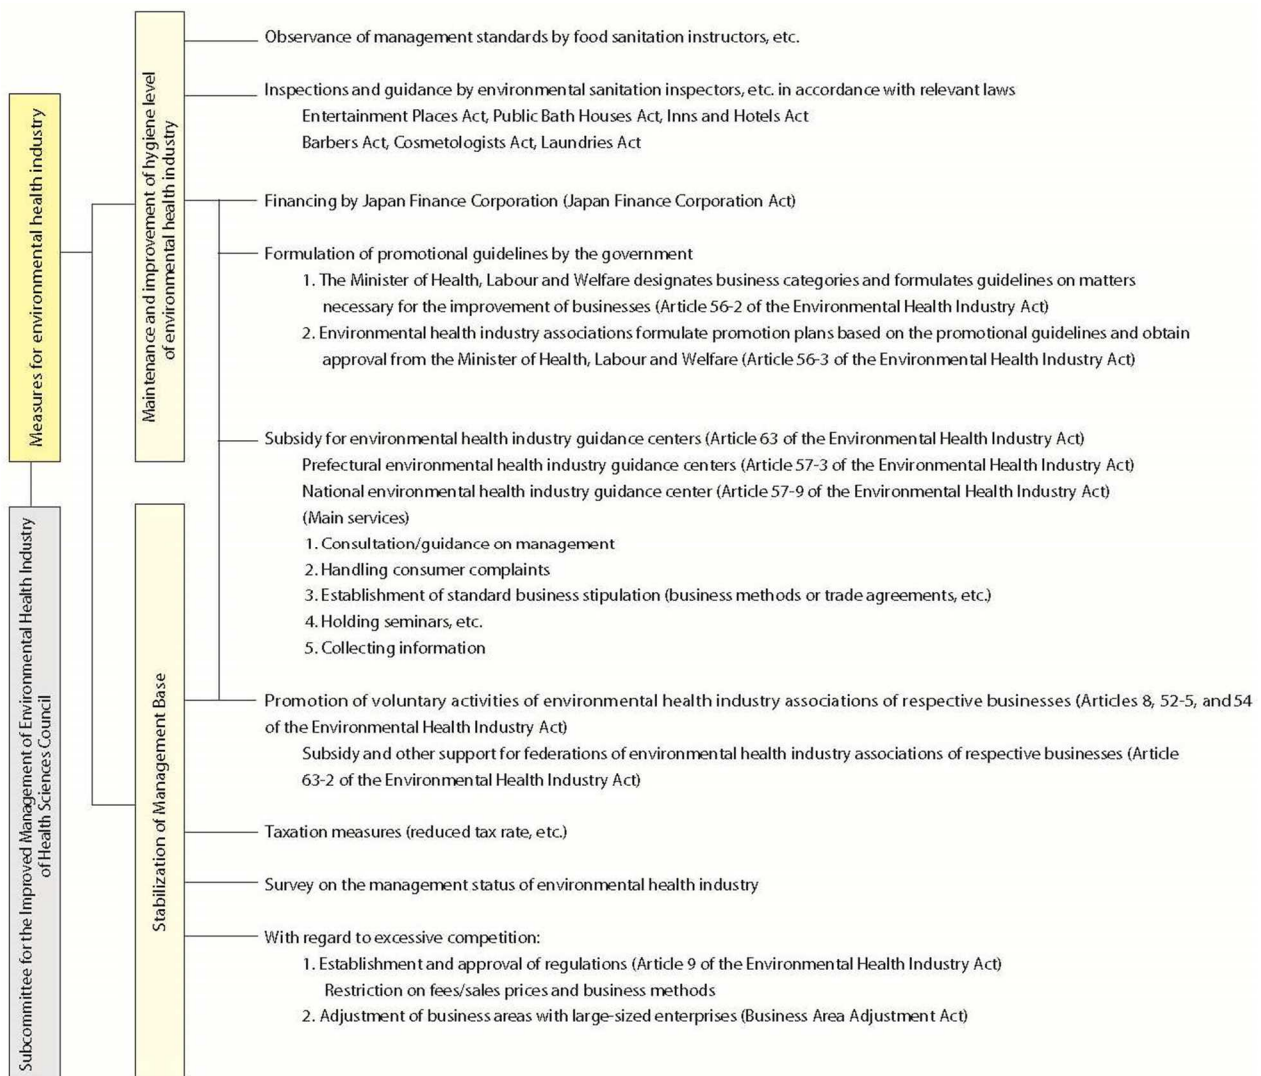 Measures for environmental health industry
Subcommittee for the Improved Management of Environmental Health Industry
of Health Sciences Council
Maintenance and improvement of hygiene level
of environmental health industry
Stabilization of Management Base
Observance of management standards by food sanitation instructors, etc.
Inspections and guidance by environmental sanitation inspectors, etc. in accordance with relevant laws
Entertainment Places Act, Public Bath Houses Act, Inns and Hotels Act
Barbers Act, Cosmetologists Act, Laundries Act
Financing by Japan Finance Corporation (Japan Finance Corporation Act)
Formulation of promotional guidelines by the government
1. The Minister of Health, Labour and Welfare designates business categories and formulates guidelines on matters
necessary for the improvement of businesses (Article 56-2 of the Environmental Health Industry Act)
2. Environmental health industry associations formulate promotion plans based on the promotional guidelines and obtain
approval from the Minister of Health, Labour and Welfare (Article 56-3 of the Environmental Health Industry Act)
Subsidy for environmental health industry guidance centers (Article 63 of the Environmental Health Industry Act)
Prefectural environmental health industry guidance centers (Article 57-3 of the Environmental Health Industry Act)
National environmental health industry guidance center (Article 57-9 of the Environmental Health Industry Act)
(Main services)
1. Consultation/guidance on management
2. Handling consumer complaints
3. Establishment of standard business stipulation (business methods or trade agreements, etc.)
4. Holding seminars, etc.
5. Collecting information
Promotion of voluntary activities of environmental health industry associations of respective businesses (Articles 8, 52-5, and 54
of the Environmental Health Industry Act)
Subsidy and other support for federations of environmental health industry associations of respective businesses (Article
63-2 of the Environmental Health Industry Act)
Taxation measures (reduced tax rate, etc.)
Survey on the management status of environmental health industry
With regard to excessive competition:
1. Establishment and approval of regulations (Article 9 of the Environmental Health Industry Act)
Restriction on fees/sales prices and business methods
2. Adjustment of business areas with large-sized enterprises (Business Area Adjustment Act)